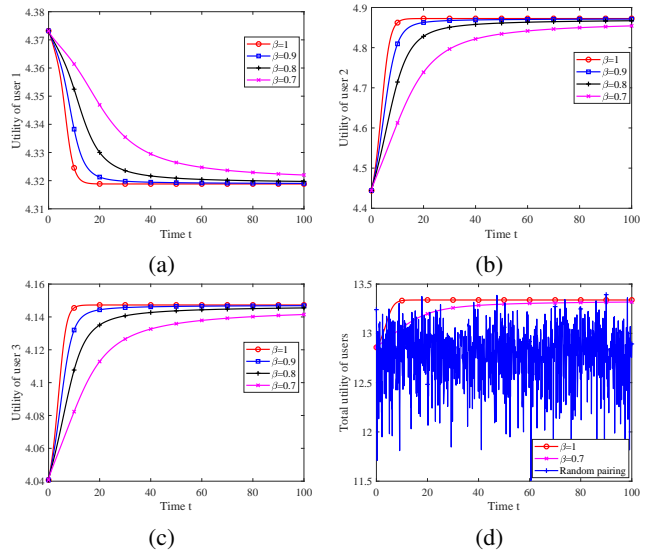 4.38
4.37
4.36
4.35
4.34
4.33
4.32
4.31
Utility of user 1
0 20 40 60 80 100
Time t
β=1
β=0.9
β=0.8
β=0.7
(a)
4.9
4.8
4.7
4.6
4.5
4.4
Utility of user 2
0 20 40 60 80 100
Time t
β=1
β=0.9
β=0.8
β=0.7
(b)
4.16
4.14
4.12
4.1
4.08
4.06
4.04
Utility of user 3
0 20 40 60 80 100
Time t
β=1
β=0.9
β=0.8
β=0.7
(c)
13.5
13
12.5
12
11.5
Total utility of users
0 20 40 60 80 100
Time t
β=1
β=0.7
Random pairing
(d)